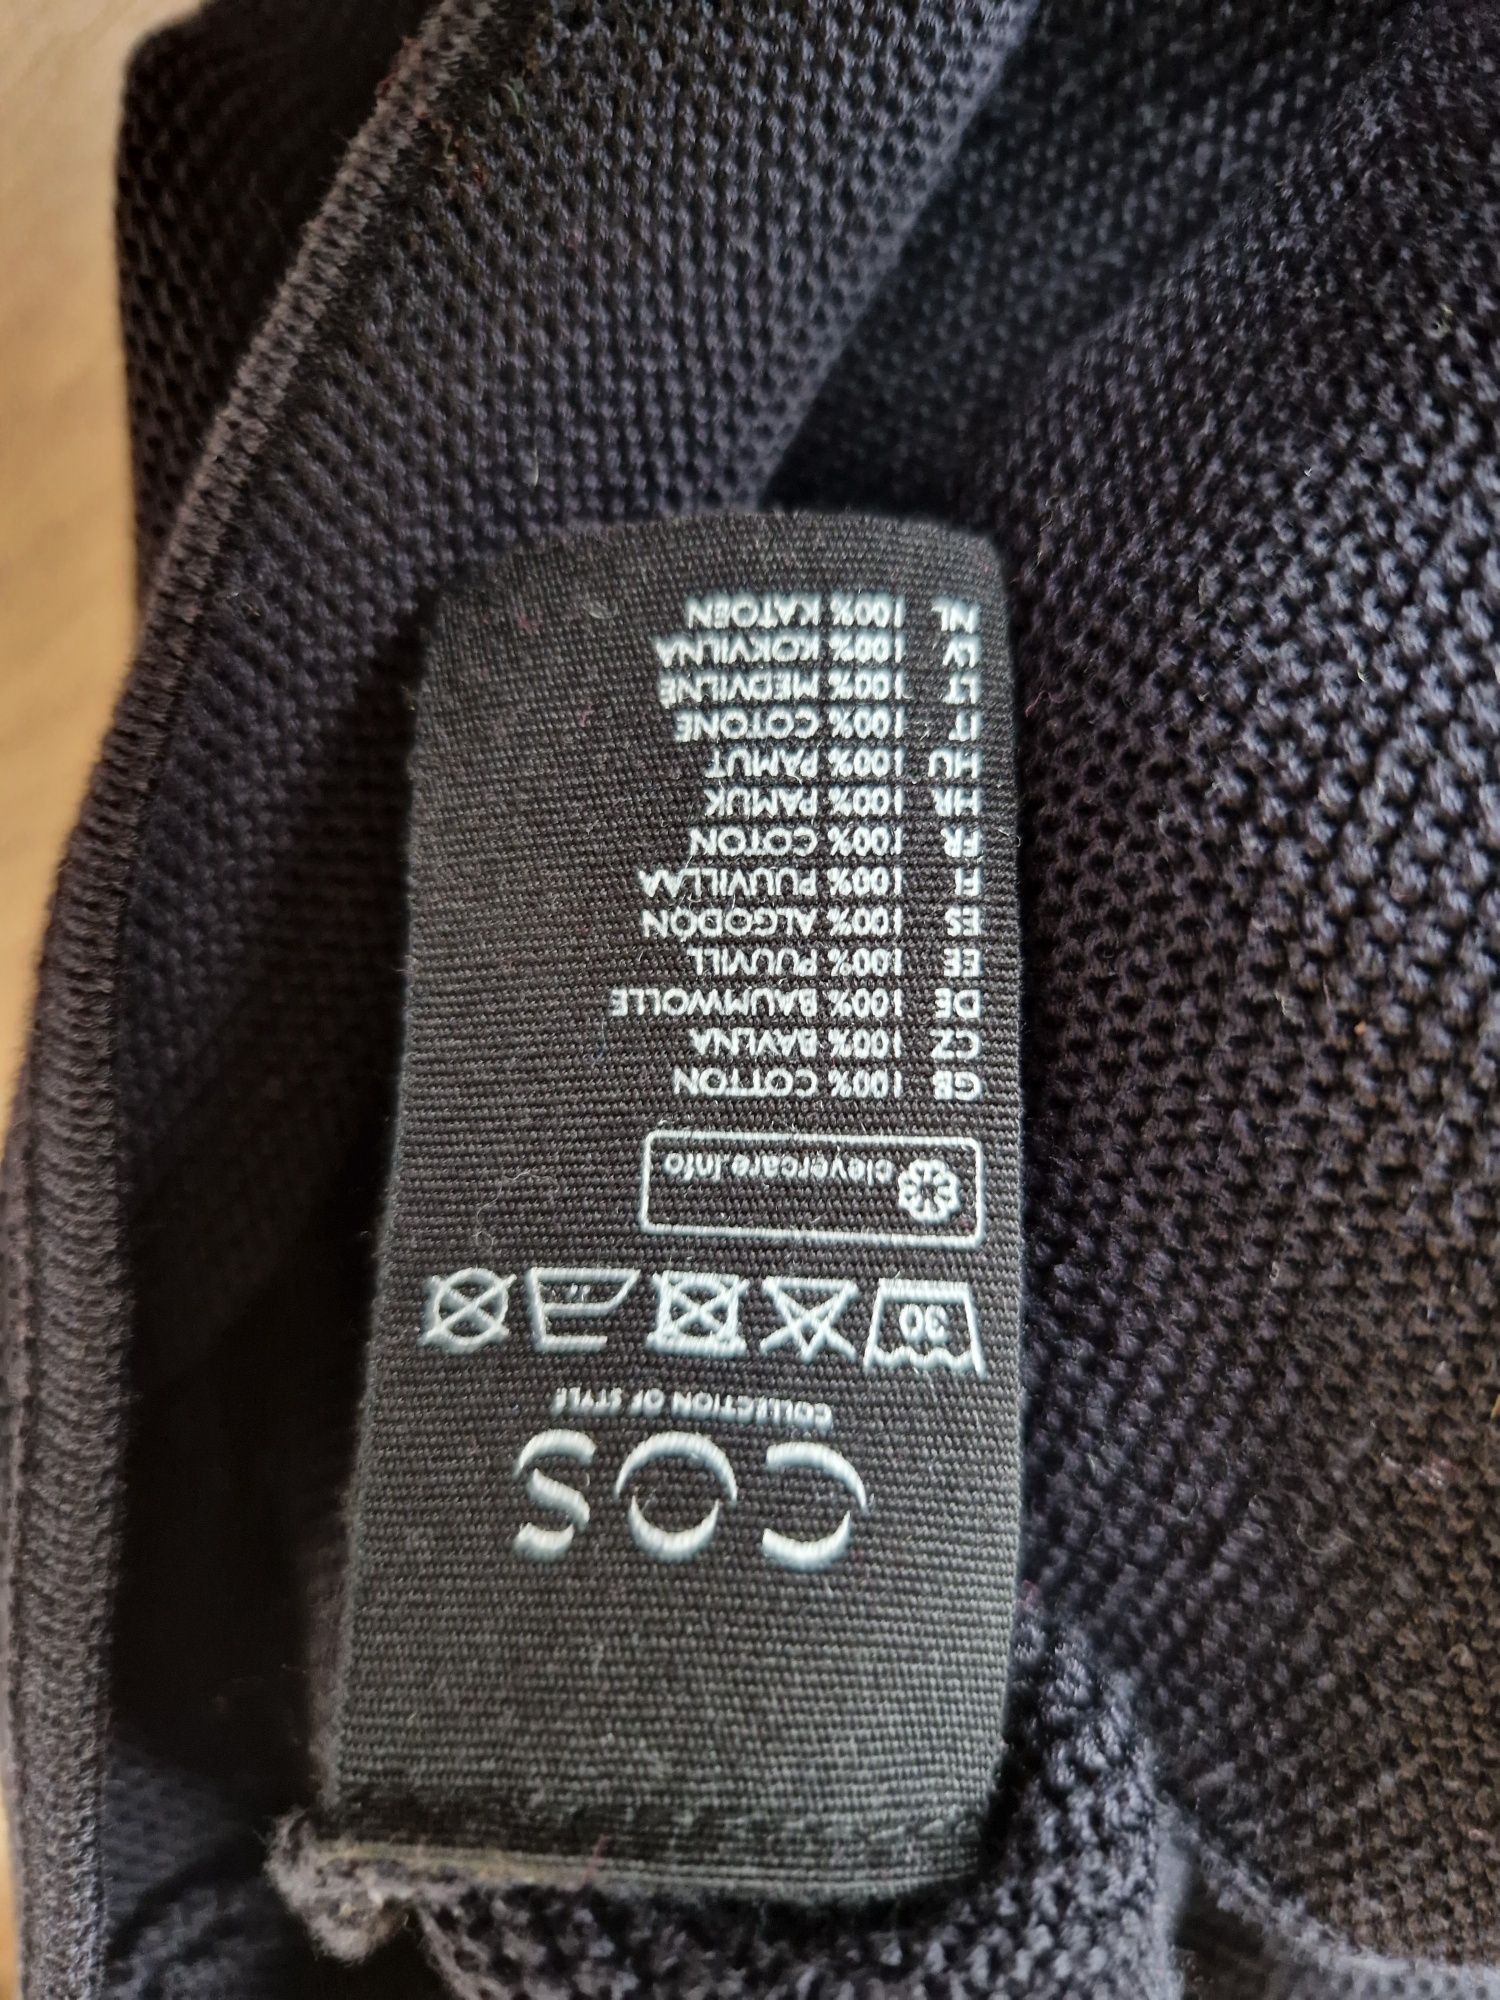 COS
COLLECTION OF STYLE
30
clevercare.info
GB 100% COTTON
CZ 100% BAVLNA
DE 100% BAUMWOLLE
EE 100% PUUVILL
ES 100% ALGODÓN
FI 100% PUUVILLAA
FR 100% COTON
HR 100% PAMUK
HU 100% PAMUT
IT 100% COTONE
LT 100% MEDVILNĖ
LV 100% KOKVILNA
NL 100% KATOEN